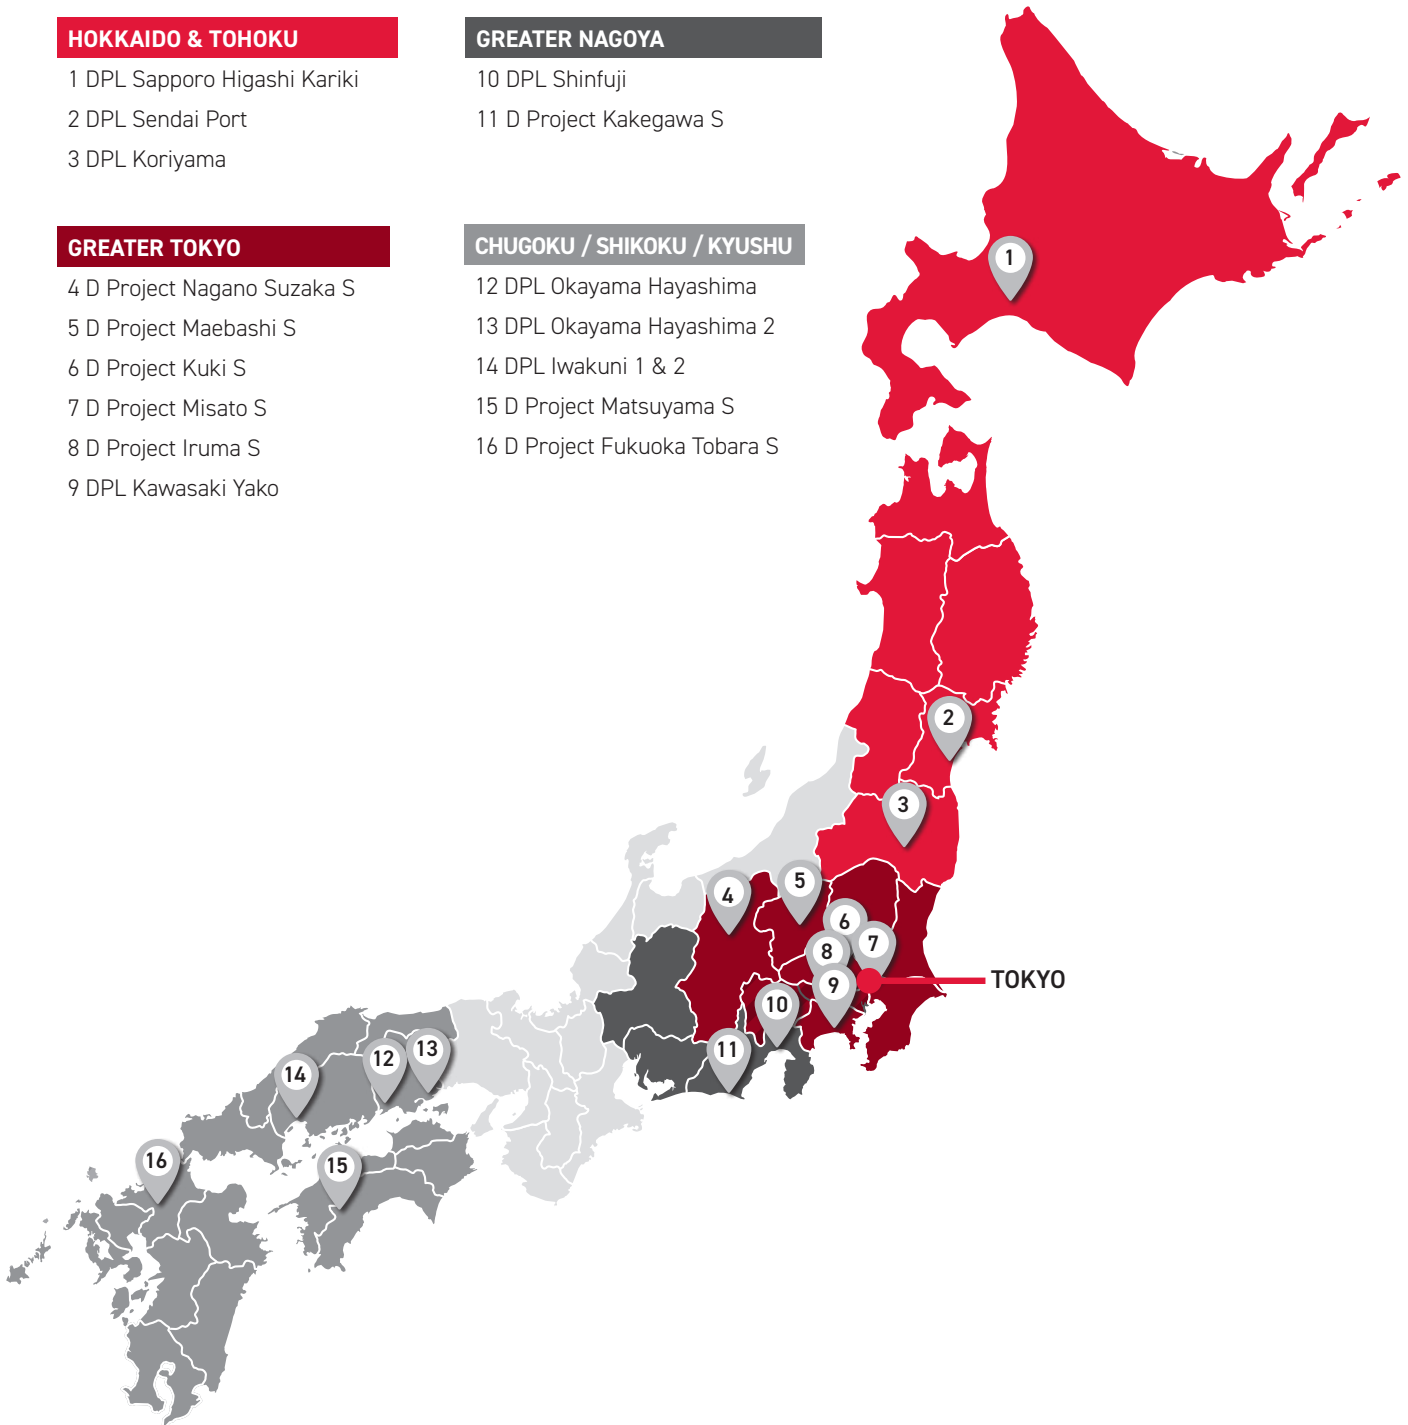 HOKKAIDO & TOHOKU
1 DPL Sapporo Higashi Kariki
2 DPL Sendai Port
3 DPL Koriyama
GREATER NAGOYA
10 DPL Shinfuji
11 D Project Kakegawa S
GREATER TOKYO
4 D Project Nagano Suzaka S
5 D Project Maebashi S
6 D Project Kuki S
7 D Project Misato S
8 D Project Iruma S
9 DPL Kawasaki Yako
CHUGOKU / SHIKOKU / KYUSHU
12 DPL Okayama Hayashima
13 DPL Okayama Hayashima 2
14 DPL Iwakuni 1 & 2
15 D Project Matsuyama S
16 D Project Fukuoka Tobara S
1
2
3
4
5
6
7
8
9
TOKYO
10
11
12
13
14
15
16